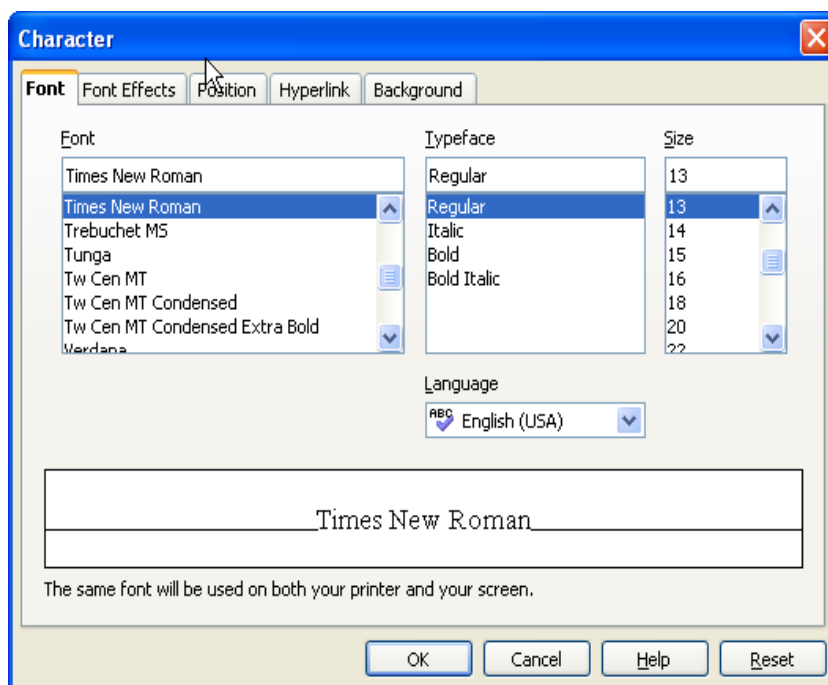 Character
Font Font Effects Position Hyperlink Background
Font Typeface Size
Times New Roman Regular 13
Times New Roman Regular 13
Trebuchet MS Italic 14
Tunga Bold 15
Tw Cen MT Bold Italic 16
Tw Cen MT Condensed 18
Tw Cen MT Condensed Extra Bold 20
Verdana 22
Language
ABC English (USA)
Times New Roman
The same font will be used on both your printer and your screen.
OK Cancel Help Reset